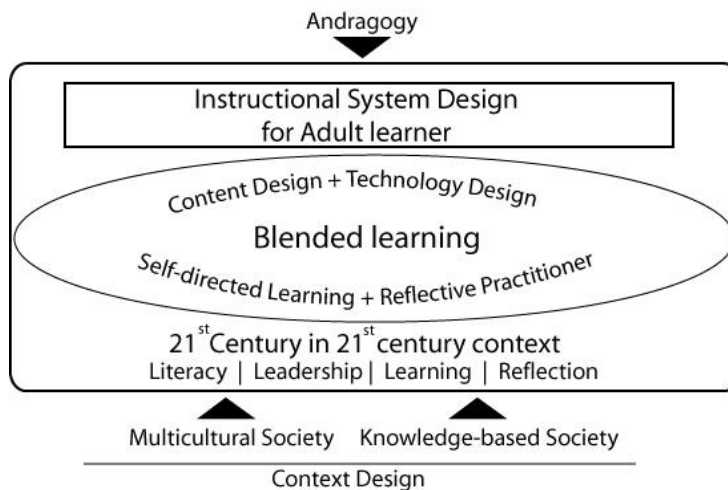 Andragogy
Instructional System Design
for Adult learner
Content Design + Technology Design
Blended learning
Self-directed Learning + Reflective Practitioner
21st Century in 21st century context
Literacy | Leadership | Learning | Reflection
Multicultural Society Knowledge-based Society
Context Design